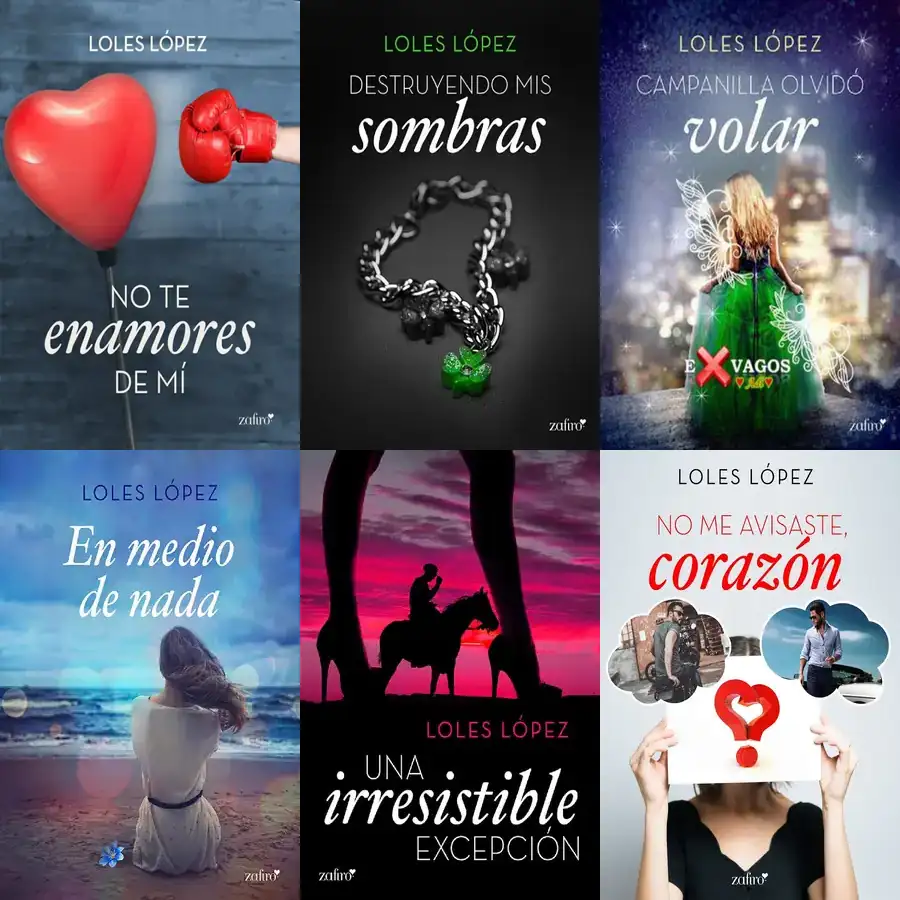 LOLES LÓPEZ
NO TE
enamores
DE MÍ
zafiro
LOLES LÓPEZ
DESTRUYENDO MIS
sombras
zafiro
LOLES LÓPEZ
CAMPANILLA OLVIDÓ
volar
E VAGOS
zafiro
LOLES LÓPEZ
En medio
de nada
zafiro
LOLES LÓPEZ
UNA
irresistible
EXCEPCIÓN
zafiro
LOLES LÓPEZ
NO ME AVISASTE,
corazón
zafiro